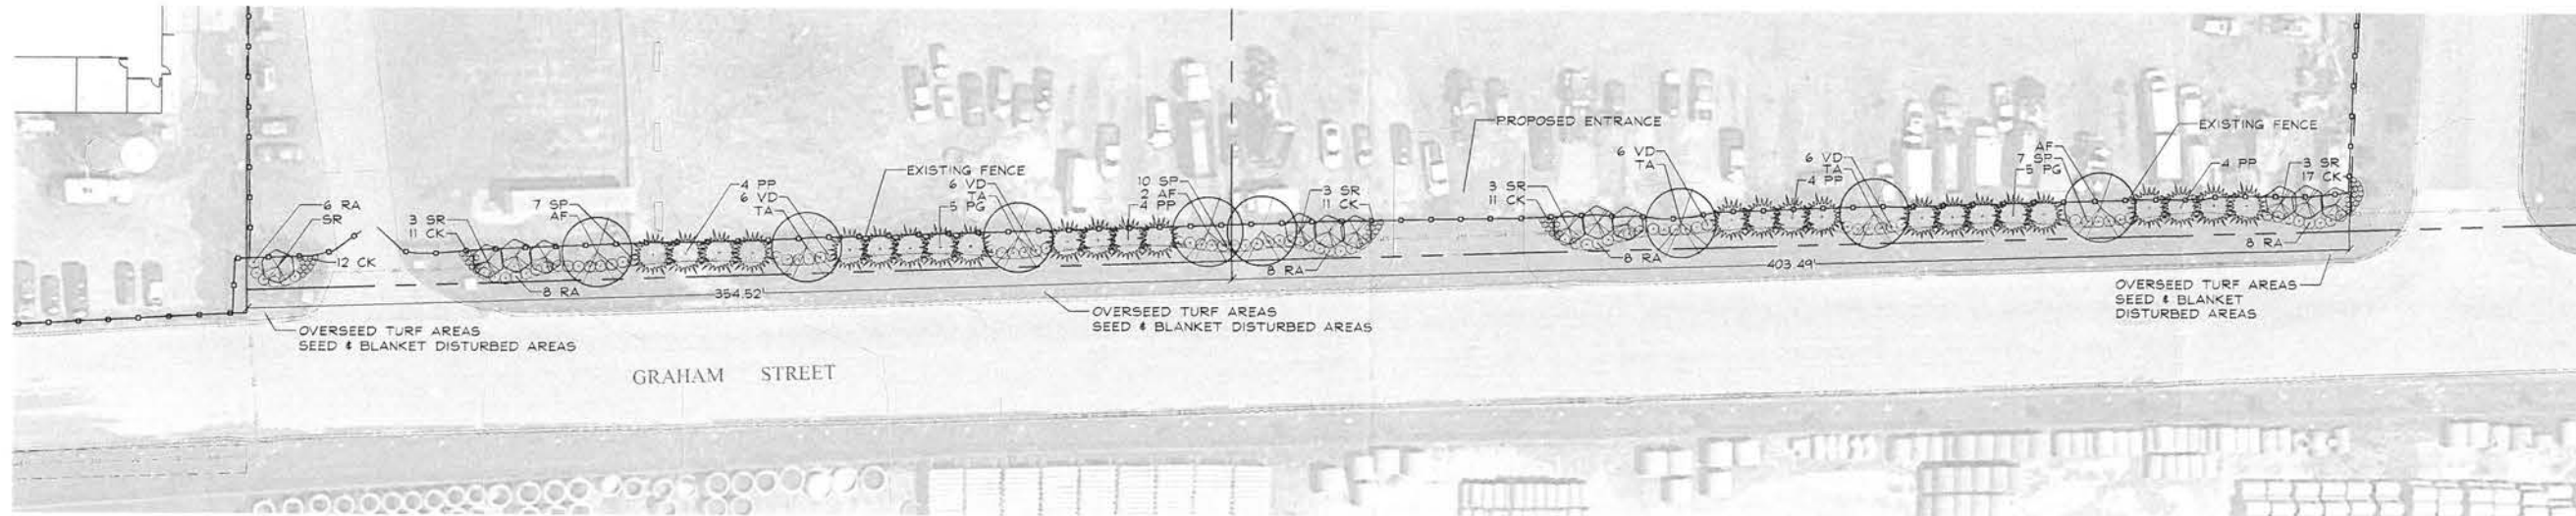 6 RA
SR
12 CK
3 SR
11 CK
8 RA
7 SP
AF
4 PP
6 VD
TA
EXISTING FENCE
6 VD
TA
5 PG
10 SP
2 AF
4 PP
3 SR
11 CK
8 RA
354.52'
PROPOSED ENTRANCE
3 SR
11 CK
8 RA
6 VD
TA
6 VD
TA
4 PP
AF
7 SP
5 PG
EXISTING FENCE
4 PP
3 SR
17 CK
8 RA
403.49'
OVERSEED TURF AREAS
SEED & BLANKET DISTURBED AREAS
OVERSEED TURF AREAS
SEED & BLANKET DISTURBED AREAS
OVERSEED TURF AREAS
SEED & BLANKET
DISTURBED AREAS
GRAHAM STREET